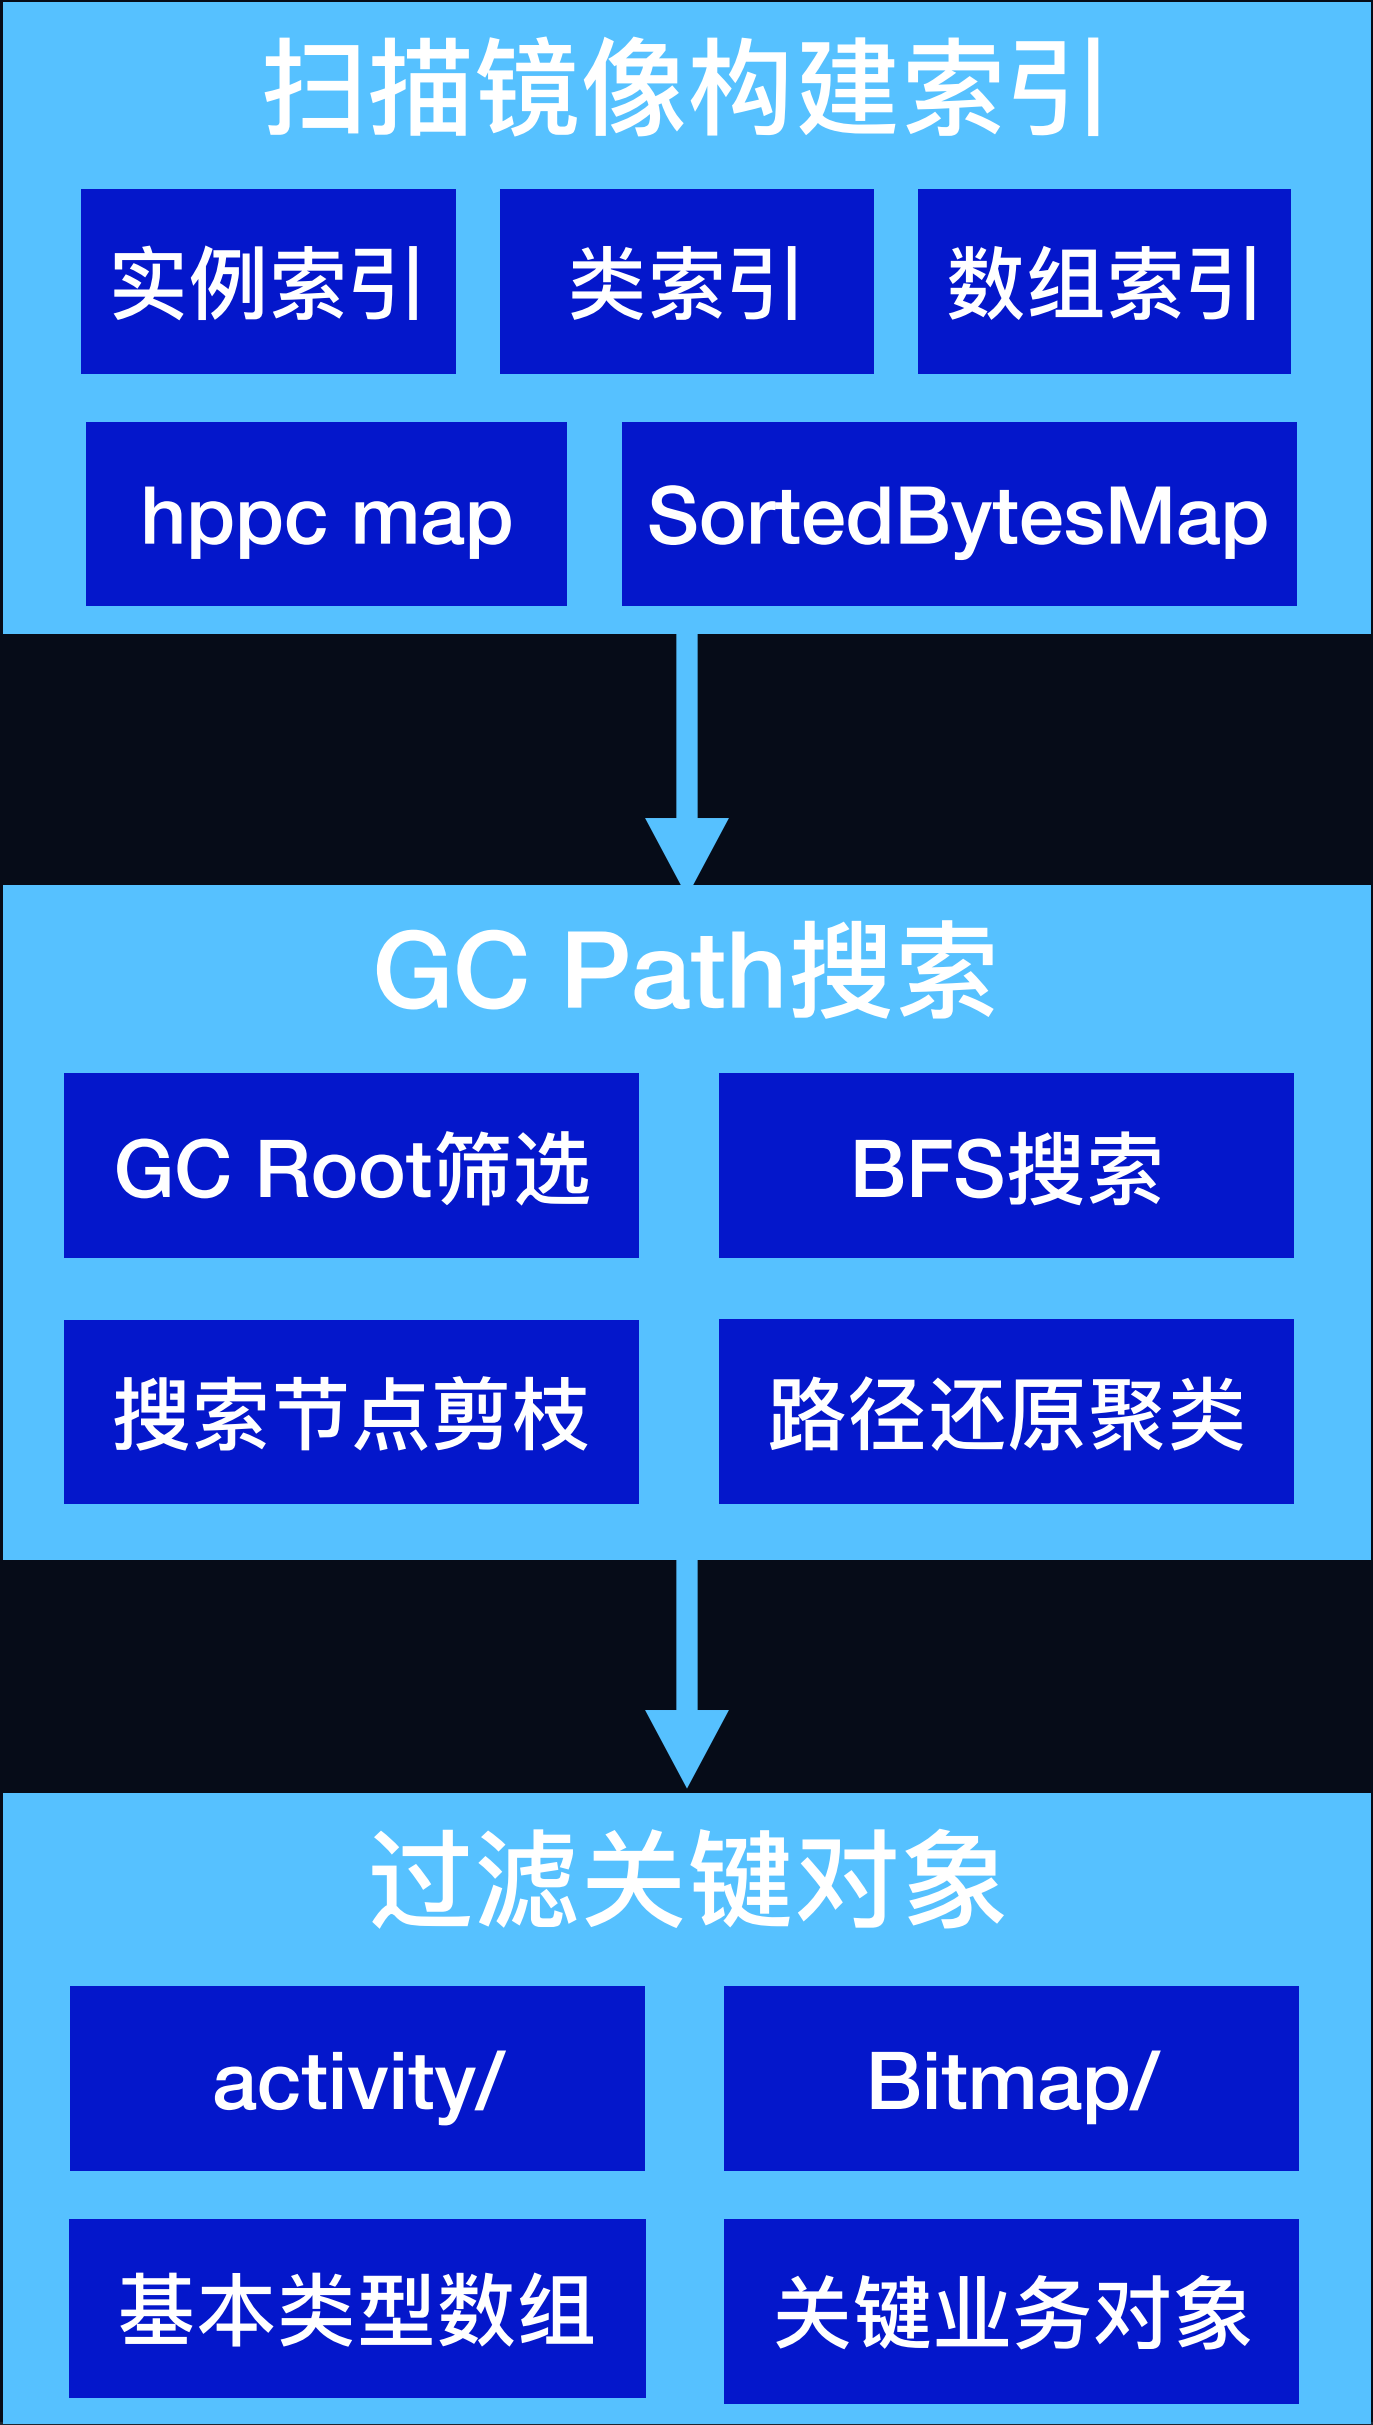 扫描镜像构建索引
实例索引
类索引
数组索引
hppc map
SortedBytesMap
GC Path搜索
GC Root筛选
BFS搜索
搜索节点剪枝
路径还原聚类
过滤关键对象
activity/
Bitmap/
基本类型数组
关键业务对象